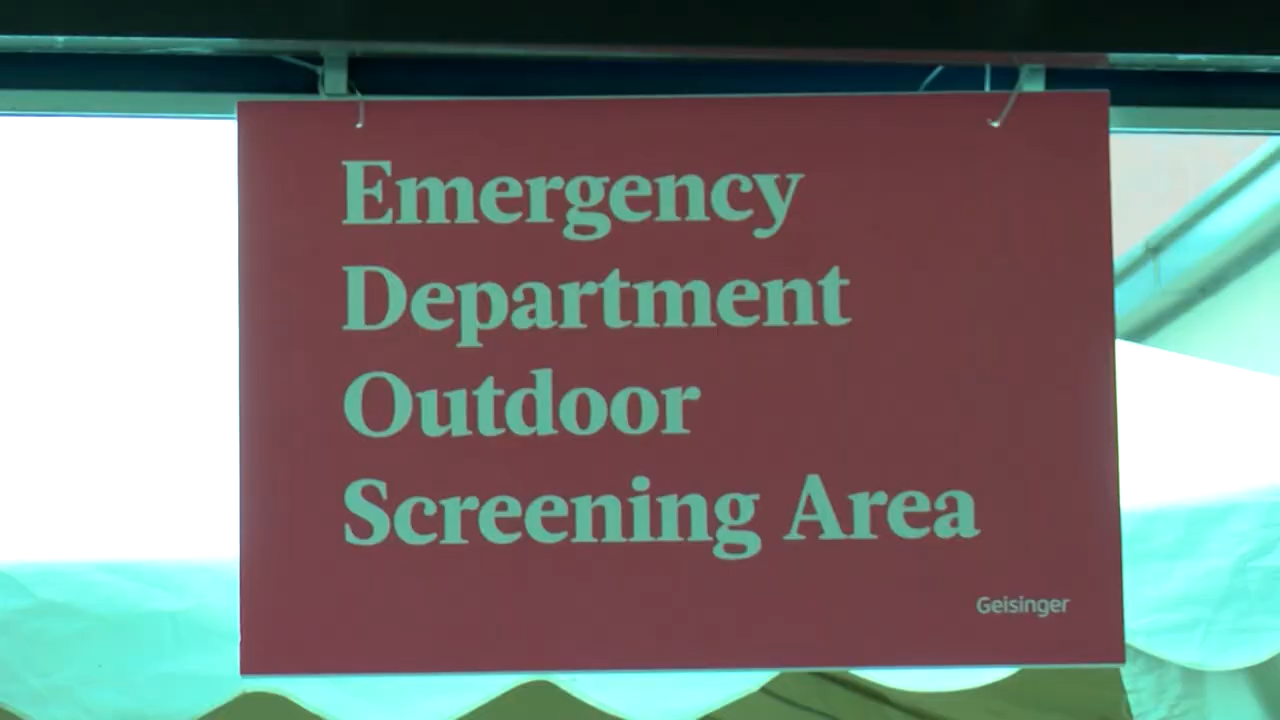 Emergency
Department
Outdoor
Screening Area
Geisinger